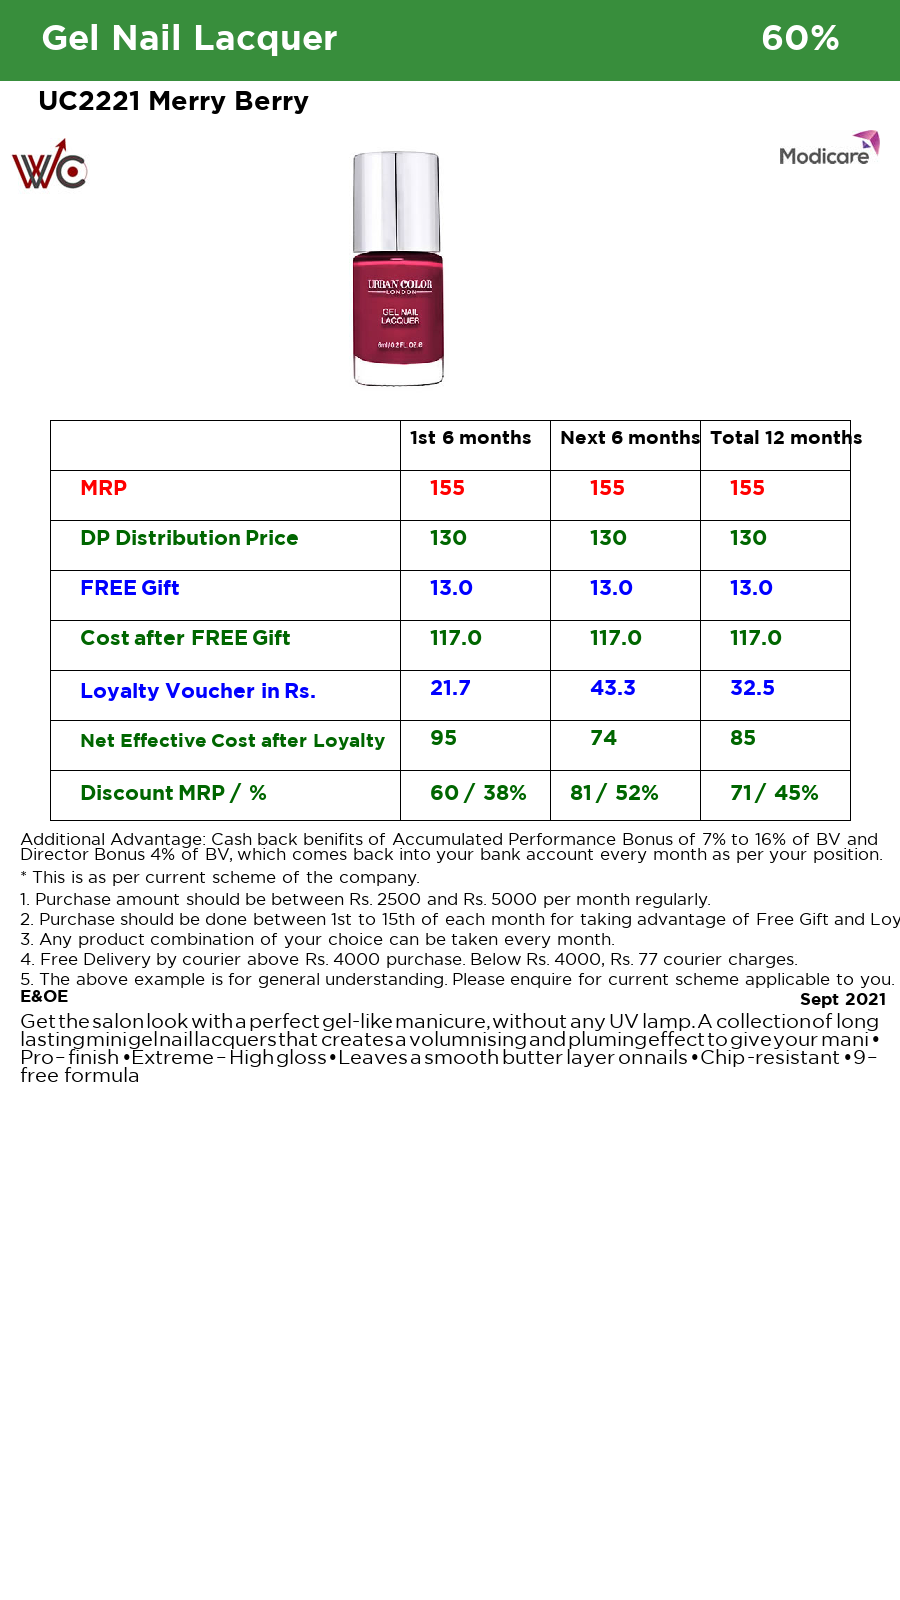 Gel Nail Lacquer 60%
UC2221 Merry Berry
WC
Modicare
URBAN COLOR
LONDON
GEL NAIL
LACQUER
6ml/0.2 FL.OZ.e
1st 6 months Next 6 months Total 12 months
MRP 155 155 155
DP Distribution Price 130 130 130
FREE Gift 13.0 13.0 13.0
Cost after FREE Gift 117.0 117.0 117.0
Loyalty Voucher in Rs. 21.7 43.3 32.5
Net Effective Cost after Loyalty 95 74 85
Discount MRP / % 60 / 38% 81 / 52% 71 / 45%
Additional Advantage: Cash back benifits of Accumulated Performance Bonus of 7% to 16% of BV and
Director Bonus 4% of BV, which comes back into your bank account every month as per your position.
* This is as per current scheme of the company.
1. Purchase amount should be between Rs. 2500 and Rs. 5000 per month regularly.
2. Purchase should be done between 1st to 15th of each month for taking advantage of Free Gift and Loy
3. Any product combination of your choice can be taken every month.
4. Free Delivery by courier above Rs. 4000 purchase. Below Rs. 4000, Rs. 77 courier charges.
5. The above example is for general understanding. Please enquire for current scheme applicable to you.
E&OE Sept 2021
Get the salon look with a perfect gel-like manicure, without any UV lamp. A collection of long
lasting mini gel nail lacquers that creates a volumnising and pluming effect to give your mani •
Pro – finish • Extreme – High gloss • Leaves a smooth butter layer on nails • Chip -resistant • 9 –
free formula